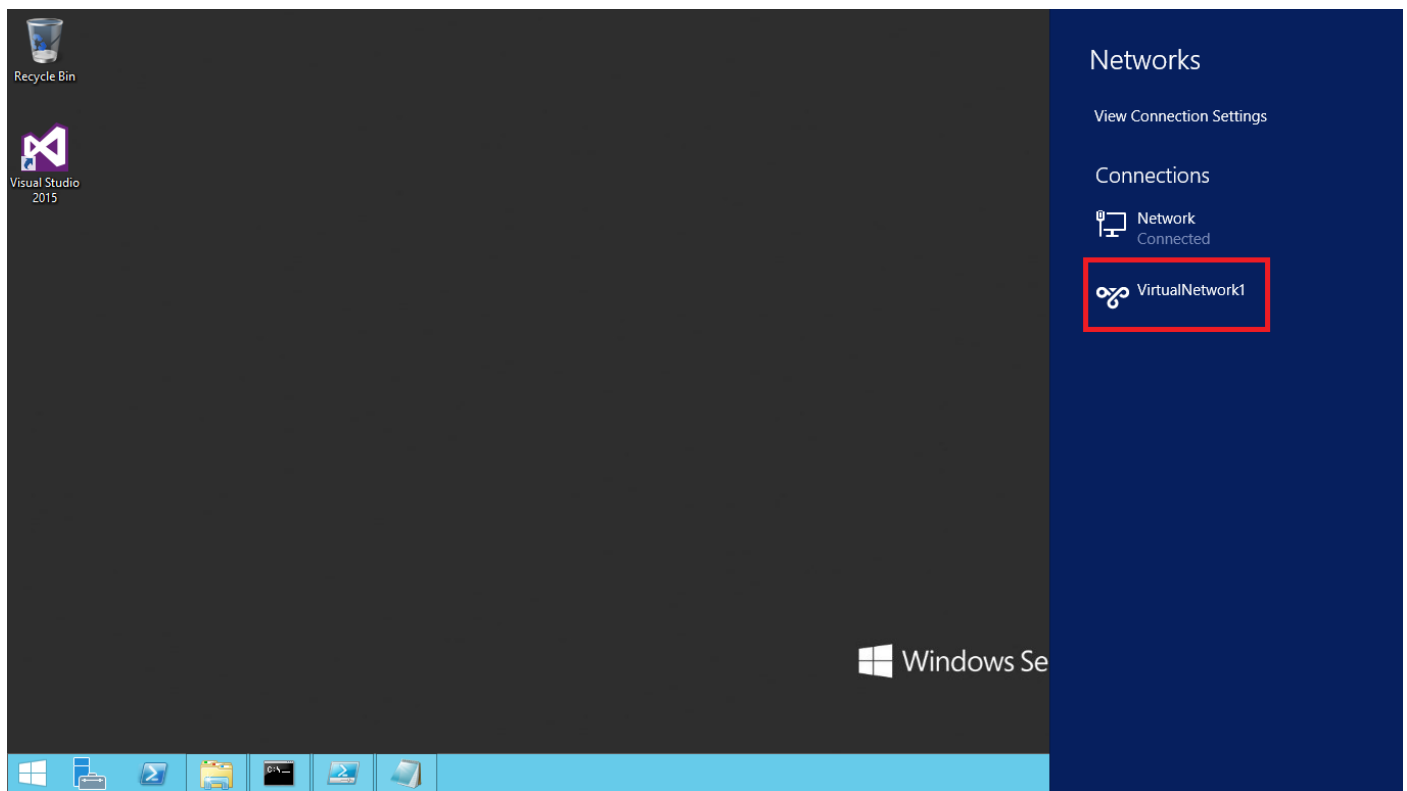 Recycle Bin
Visual Studio
2015
Networks
View Connection Settings
Connections
Network
Connected
VirtualNetwork1
Windows Se
C:\_